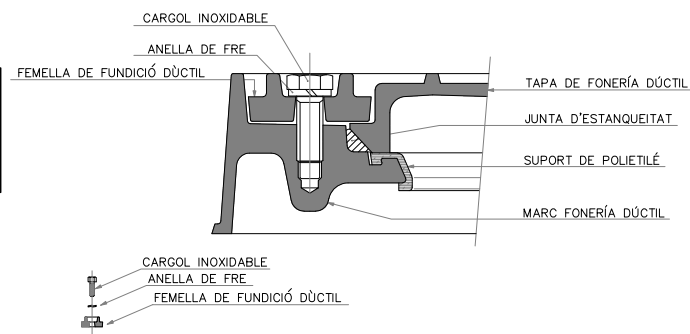 CARGOL INOXIDABLE
ANELLA DE FRE
FEMELLA DE FUNDICIÓ DÙCTIL
TAPA DE FONERÍA DÚCTIL
JUNTA D'ESTANQUEITAT
SUPORT DE POLIETILÉ
MARC FONERÍA DÚCTIL
CARGOL INOXIDABLE
ANELLA DE FRE
FEMELLA DE FUNDICIÓ DÙCTIL